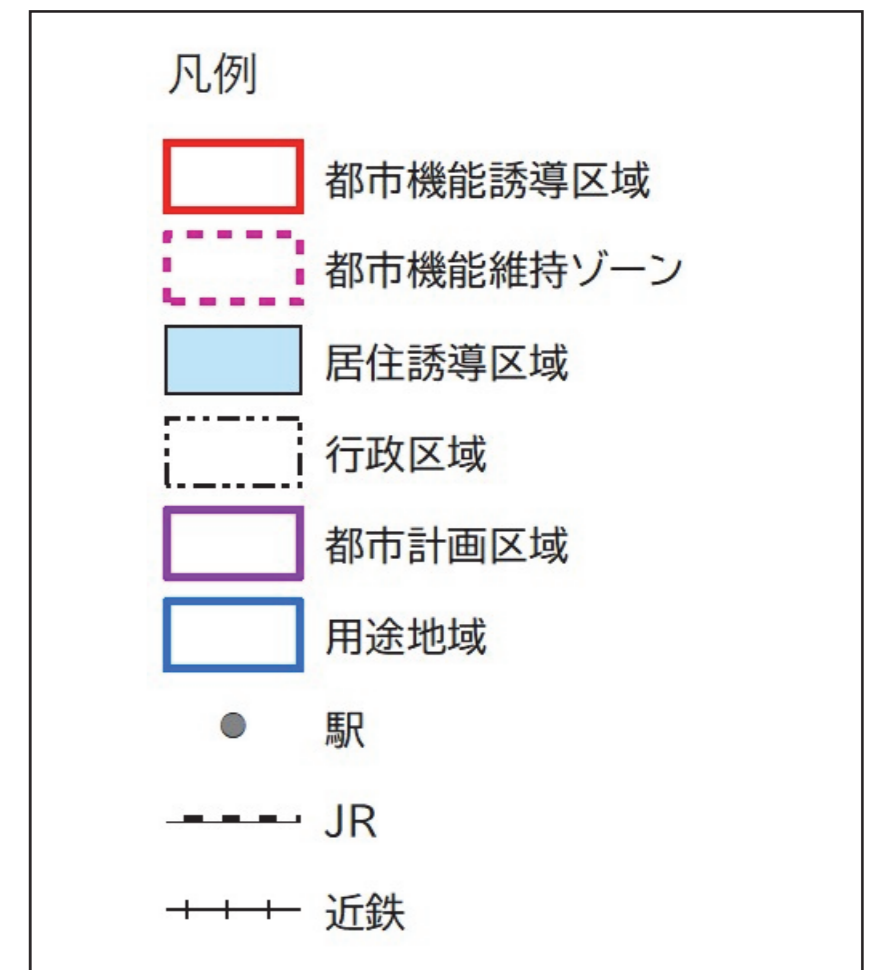 凡例
都市機能誘導区域
都市機能維持ゾーン
居住誘導区域
行政区域
都市計画区域
用途地域
駅
JR
近鉄